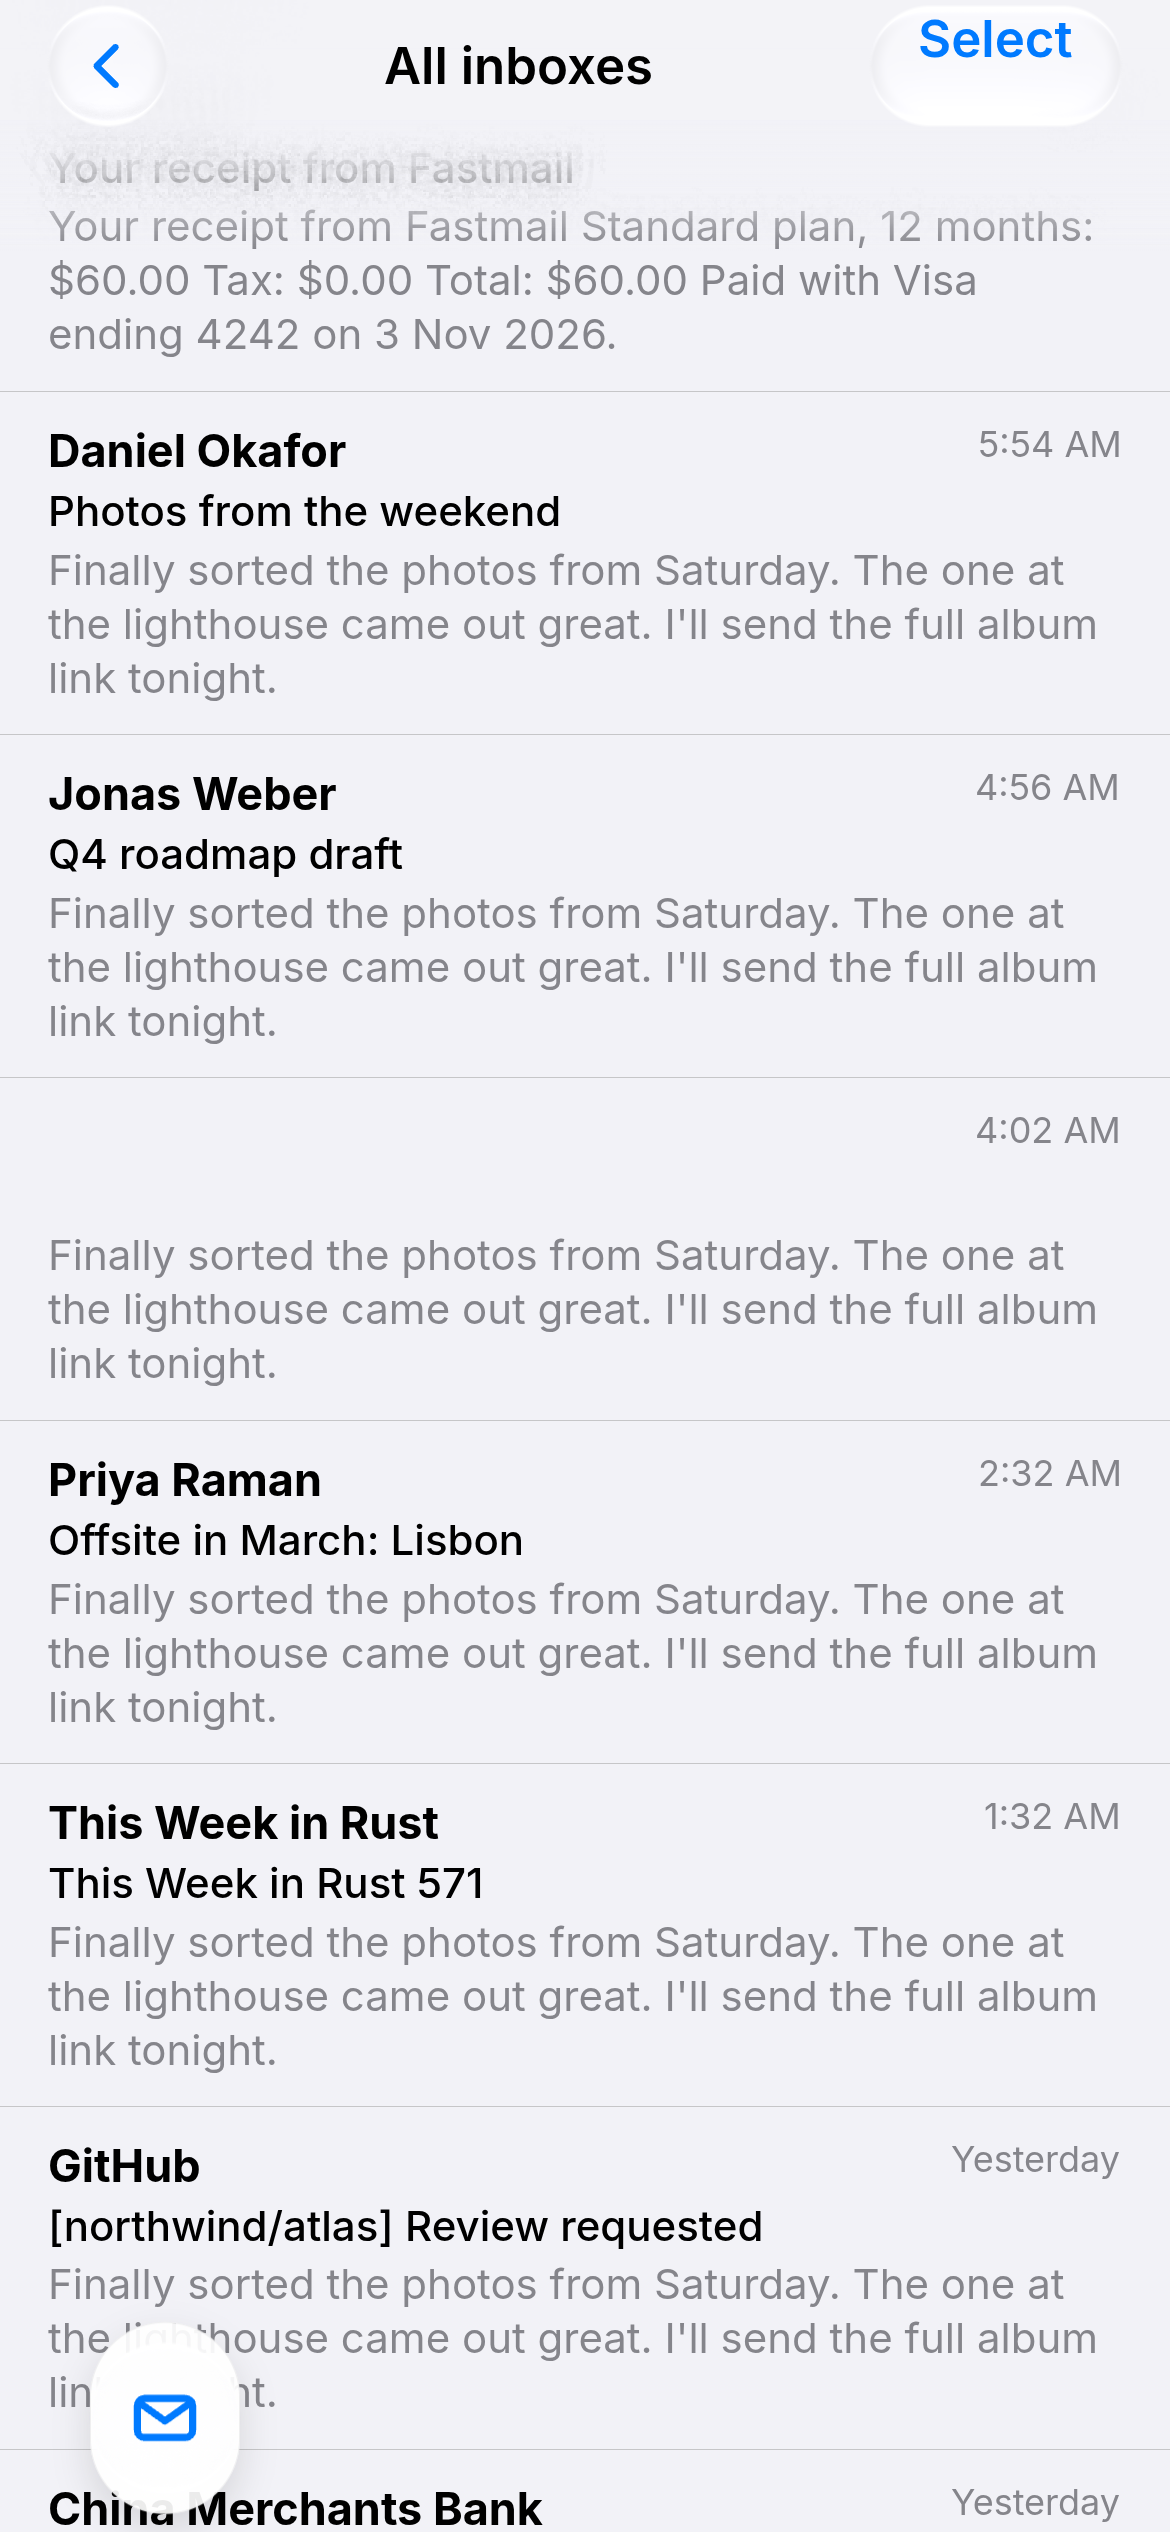 All inboxes
Select
Your receipt from Fastmail
Your receipt from Fastmail Standard plan, 12 months:
$60.00 Tax: $0.00 Total: $60.00 Paid with Visa
ending 4242 on 3 Nov 2026.
Daniel Okafor
5:54 AM
Photos from the weekend
Finally sorted the photos from Saturday. The one at
the lighthouse came out great. I'll send the full album
link tonight.
Jonas Weber
4:56 AM
Q4 roadmap draft
Finally sorted the photos from Saturday. The one at
the lighthouse came out great. I'll send the full album
link tonight.
4:02 AM
Finally sorted the photos from Saturday. The one at
the lighthouse came out great. I'll send the full album
link tonight.
Priya Raman
2:32 AM
Offsite in March: Lisbon
Finally sorted the photos from Saturday. The one at
the lighthouse came out great. I'll send the full album
link tonight.
This Week in Rust
1:32 AM
This Week in Rust 571
Finally sorted the photos from Saturday. The one at
the lighthouse came out great. I'll send the full album
link tonight.
GitHub
Yesterday
[northwind/atlas] Review requested
Finally sorted the photos from Saturday. The one at
the lighthouse came out great. I'll send the full album
China Merchants Bank
Yesterday